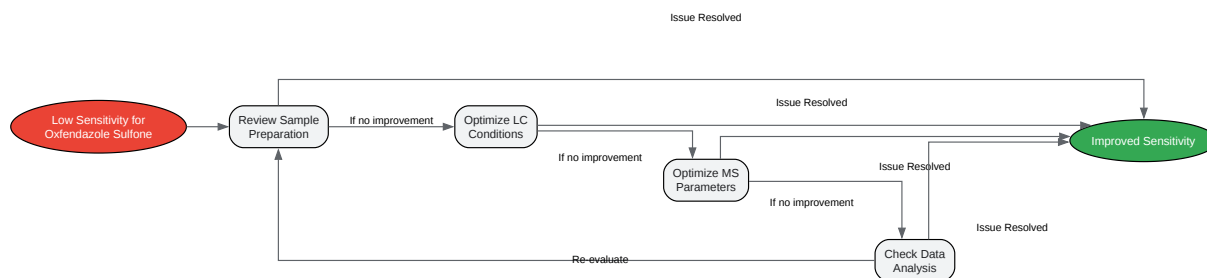 Issue Resolved
Low Sensitivity for
Oxfendazole Sulfone
Review Sample
Preparation
If no improvement
Optimize LC
Conditions
Issue Resolved
Improved Sensitivity
If no improvement
Optimize MS
Parameters
Issue Resolved
If no improvement
Issue Resolved
Check Data
Analysis
Re-evaluate